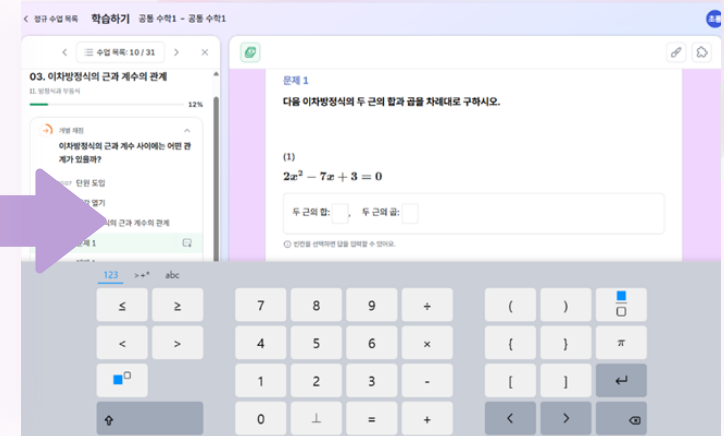 < 정규 수업 목록 학습하기 공통 수학1 - 공통 수학1
초등
< 수업 목록: 10 / 31 > ×
03. 이차방정식의 근과 계수의 관계
II. 방정식과 부등식
12%
개별 재점
이차방정식의 근과 계수 사이에는 어떤 관
계가 있을까?
단원 도입
열기
의 근과 계수의 관계
제 1
문제 1
다음 이차방정식의 두 근의 합과 곱을 차례대로 구하시오.
(1)
2x² − 7x + 3 = 0
두 근의 합: , 두 근의 곱:
빈칸을 선택하면 답을 입력할 수 있어요.
123 >+* abc
≤ ≥ 7 8 9 ÷ ( )
< > 4 5 6 × { } π
1 2 3 - [ ]
0 ⊥ = + < >